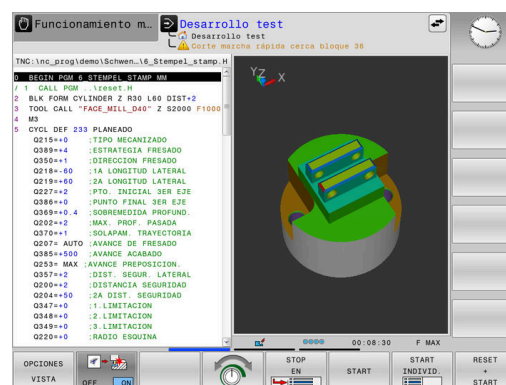 Funcionamiento m…
Desarrollo test
Desarrollo test
Corte marcha rápida cerca bloque 36
TNC:\nc_prog\demo\Schwen…\6_Stempel_stamp.H
0 BEGIN PGM 6_STEMPEL_STAMP MM
/ 1 CALL PGM ..\reset.H
2 BLK FORM CYLINDER Z R30 L60 DIST+2
3 TOOL CALL "FACE_MILL_D40" Z S2000 F1000
4 M3
5 CYCL DEF 233 PLANEADO
Q215=+0 ;TIPO MECANIZADO
Q389=+4 ;ESTRATEGIA FRESADO
Q350=+1 ;DIRECCION FRESADO
Q218=-60 ;1A LONGITUD LATERAL
Q219=+60 ;2A LONGITUD LATERAL
Q227=+2 ;PTO. INICIAL 3ER EJE
Q386=+0 ;PUNTO FINAL 3ER EJE
Q369=+0.4 ;SOBREMEDIDA PROFUND.
Q202=+2 ;MAX. PROF. PASADA
Q370=+1 ;SOLAPAM. TRAYECTORIA
Q207= AUTO ;AVANCE DE FRESADO
Q385=+500 ;AVANCE ACABADO
Q253= MAX ;AVANCE PREPOSICION.
Q357=+2 ;DIST. SEGUR. LATERAL
Q200=+2 ;DISTANCIA SEGURIDAD
Q204=+50 ;2A DIST. SEGURIDAD
Q347=+0 ;1.LIMITACION
Q348=+0 ;2.LIMITACION
Q349=+0 ;3.LIMITACION
Q220=+0 ;RADIO ESQUINA
YZ X
00:08:30 F MAX
OPCIONES
VISTA
OFF ON
STOP
EN
START
START
INDIVID.
RESET
+
START